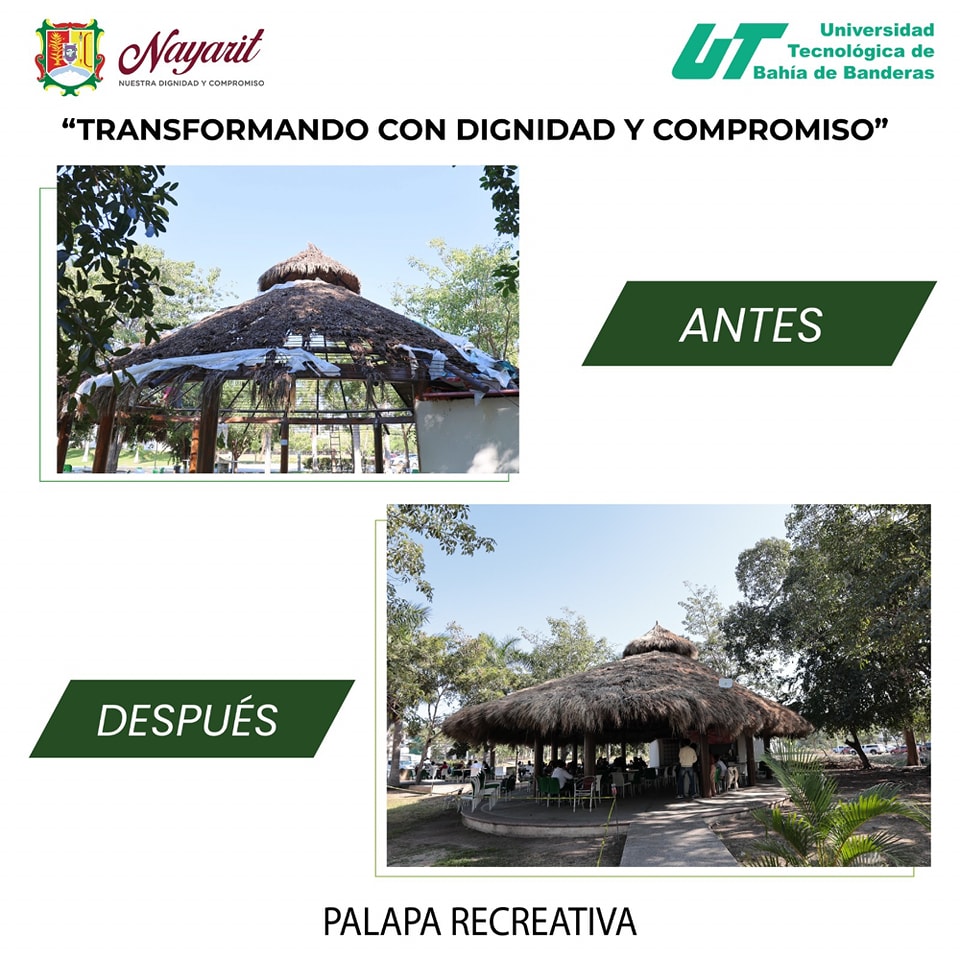 Nayarit
NUESTRA DIGNIDAD Y COMPROMISO
UT
Universidad
Tecnológica de
Bahía de Banderas
“TRANSFORMANDO CON DIGNIDAD Y COMPROMISO”
ANTES
DESPUÉS
PALAPA RECREATIVA